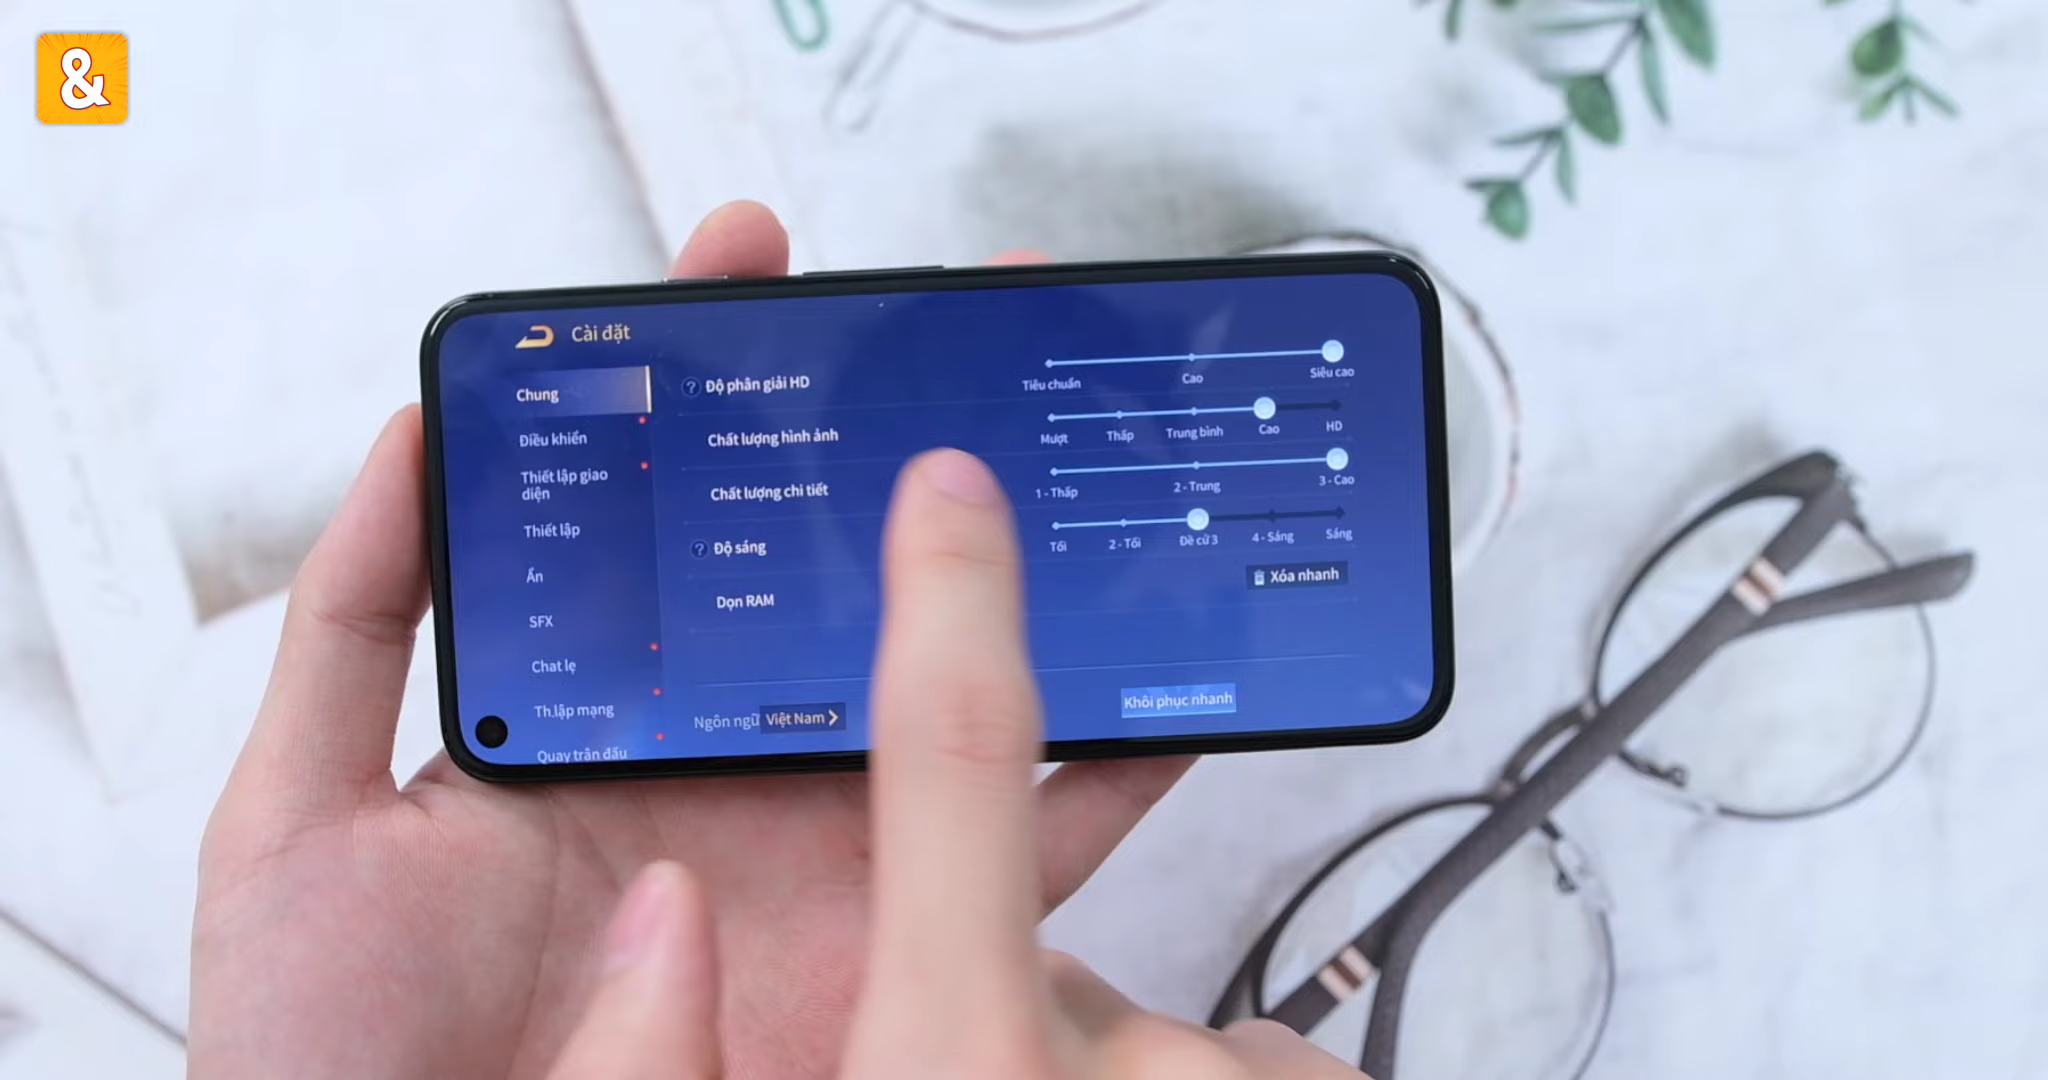 &
Cài đặt
Chung
Điều khiển
Thiết lập giao
diện
Thiết lập
Ẩn
SFX
Chat lẹ
Th.lập mạng
Quay trận đấu
? Độ phân giải HD
Tiêu chuẩn Cao Siêu cao
Chất lượng hình ảnh
Mượt Thấp Trung bình Cao HD
Chất lượng chi tiết
1 - Thấp 2 - Trung 3 - Cao
? Độ sáng
Tối 2 - Tối Đề cử 3 4 - Sáng Sáng
Dọn RAM
Xóa nhanh
Ngôn ngữ Việt Nam
Khôi phục nhanh